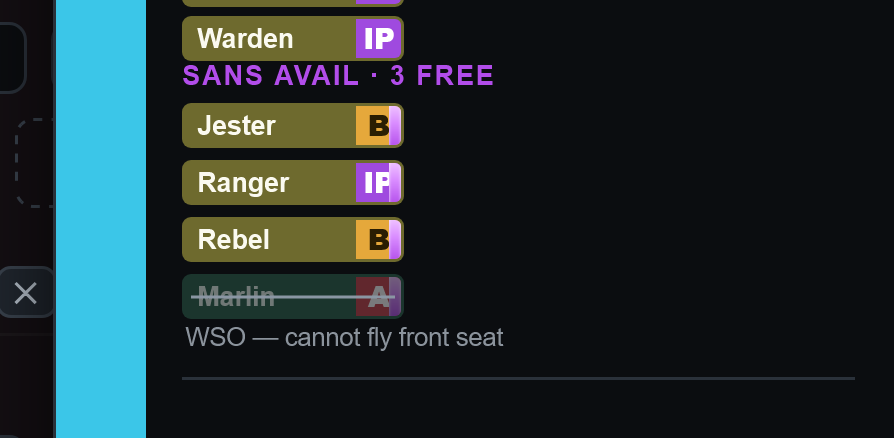 Warden IP
SANS AVAIL · 3 FREE
Jester B
Ranger IP
Rebel B
Marlin A
WSO — cannot fly front seat